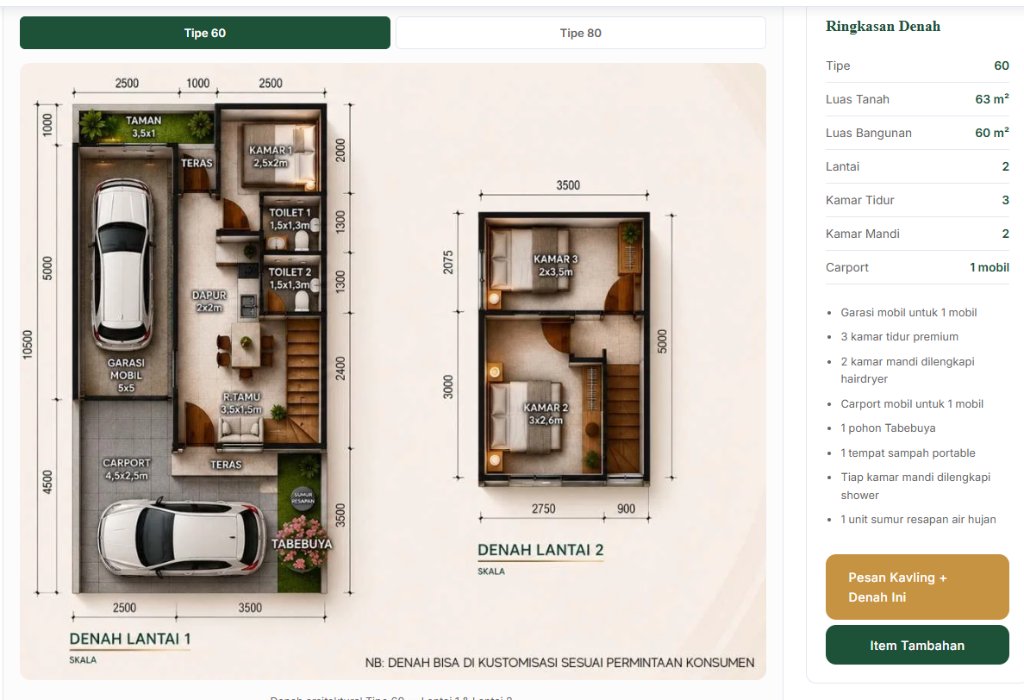 Tipe 60
Tipe 80
2500
1000
2500
1000
5000
10500
4500
2000
1300
1300
2400
3500
TAMAN
3,5x1
TERAS
KAMAR 1
2,5x2m
TOILET 1
1,5x1,3m
TOILET 2
1,5x1,3m
DAPUR
2x2m
GARASI
MOBIL
5x5
R.TAMU
3,5x1,5m
CARPORT
4,5x2,5m
TERAS
SUMUR
RESAPAN
TABEBUYA
2500
3500
DENAH LANTAI 1
SKALA
3500
2075
3000
5000
KAMAR 3
2x3,5m
KAMAR 2
3x2,6m
2750
900
DENAH LANTAI 2
SKALA
NB: DENAH BISA DI KUSTOMISASI SESUAI PERMINTAAN KONSUMEN
Ringkasan Denah
Tipe 60
Luas Tanah 63 m²
Luas Bangunan 60 m²
Lantai 2
Kamar Tidur 3
Kamar Mandi 2
Carport 1 mobil
• Garasi mobil untuk 1 mobil
• 3 kamar tidur premium
• 2 kamar mandi dilengkapi
hairdryer
• Carport mobil untuk 1 mobil
• 1 pohon Tabebuya
• 1 tempat sampah portable
• Tiap kamar mandi dilengkapi
shower
• 1 unit sumur resapan air hujan
Pesan Kavling +
Denah Ini
Item Tambahan